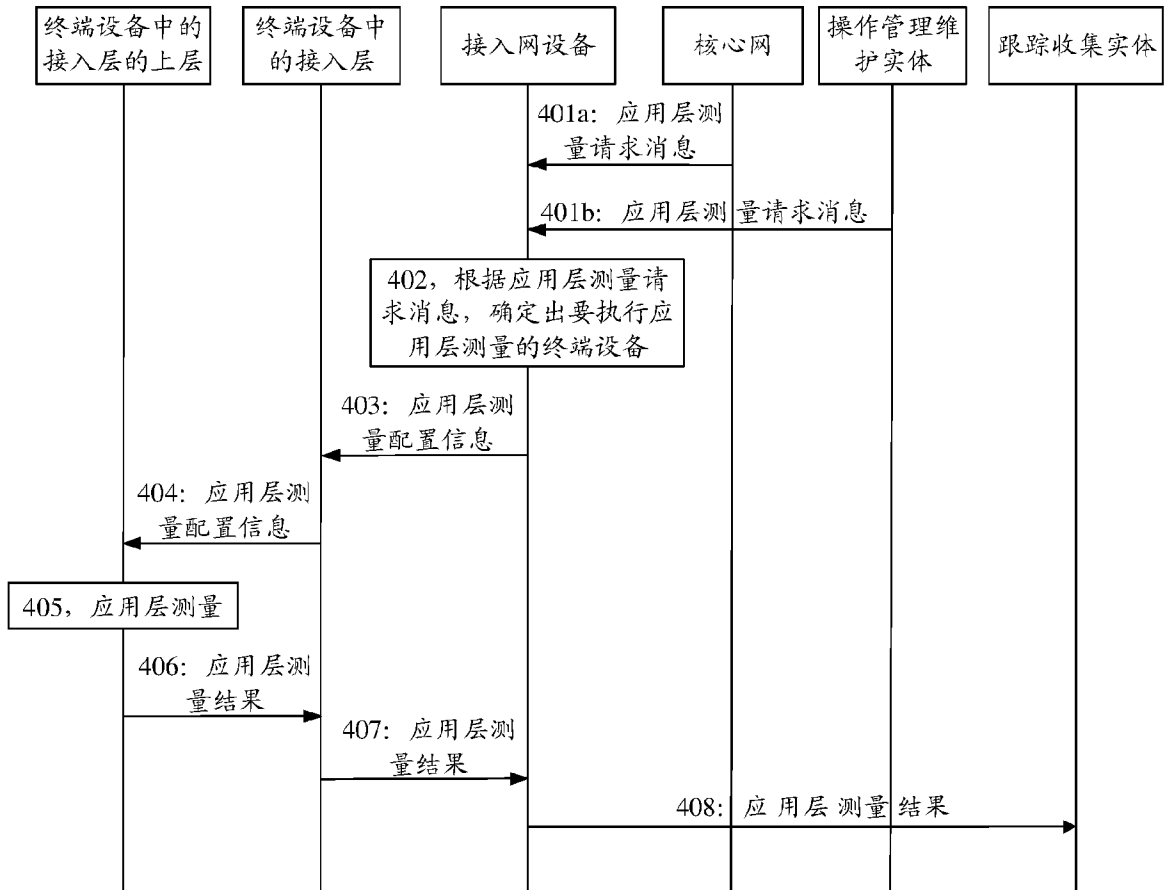 终端设备中的
接入层的上层
终端设备中
的接入层
接入网设备
核心网
操作管理维
护实体
跟踪收集实体
401a：应用层测
量请求消息
401b：应用层测量请求消息
402，根据应用层测量请
求消息，确定出要执行应
用层测量的终端设备
403：应用层测
量配置信息
404：应用层测
量配置信息
405，应用层测量
406：应用层测
量结果
407：应用层测
量结果
408：应用层测量结果